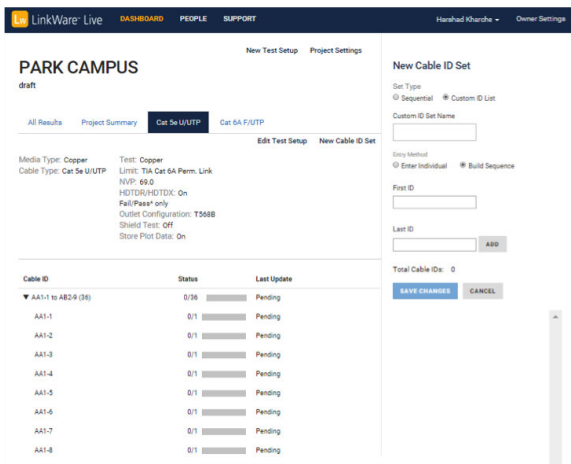 Lw LinkWare™ Live DASHBOARD PEOPLE SUPPORT Harshad Kharche Owner Settings
New Test Setup Project Settings
PARK CAMPUS
draft
All Results Project Summary Cat 5e U/UTP Cat 6A F/UTP
Edit Test Setup New Cable ID Set
Media Type: Copper
Cable Type: Cat 5e U/UTP
Test: Copper
Limit: TIA Cat 6A Perm. Link
NVP: 69.0
HDTDR/HDTDX: On
Fail/Pass* only
Outlet Configuration: T568B
Shield Test: Off
Store Plot Data: On
Cable ID Status Last Update
▼ AA1-1 to AB2-9 (36) 0/36 Pending
AA1-1 0/1 Pending
AA1-2 0/1 Pending
AA1-3 0/1 Pending
AA1-4 0/1 Pending
AA1-5 0/1 Pending
AA1-6 0/1 Pending
AA1-7 0/1 Pending
AA1-8 0/1 Pending
New Cable ID Set
Set Type
Sequential Custom ID List
Custom ID Set Name
Entry Method
Enter Individual Build Sequence
First ID
Last ID
ADD
Total Cable IDs: 0
SAVE CHANGES CANCEL